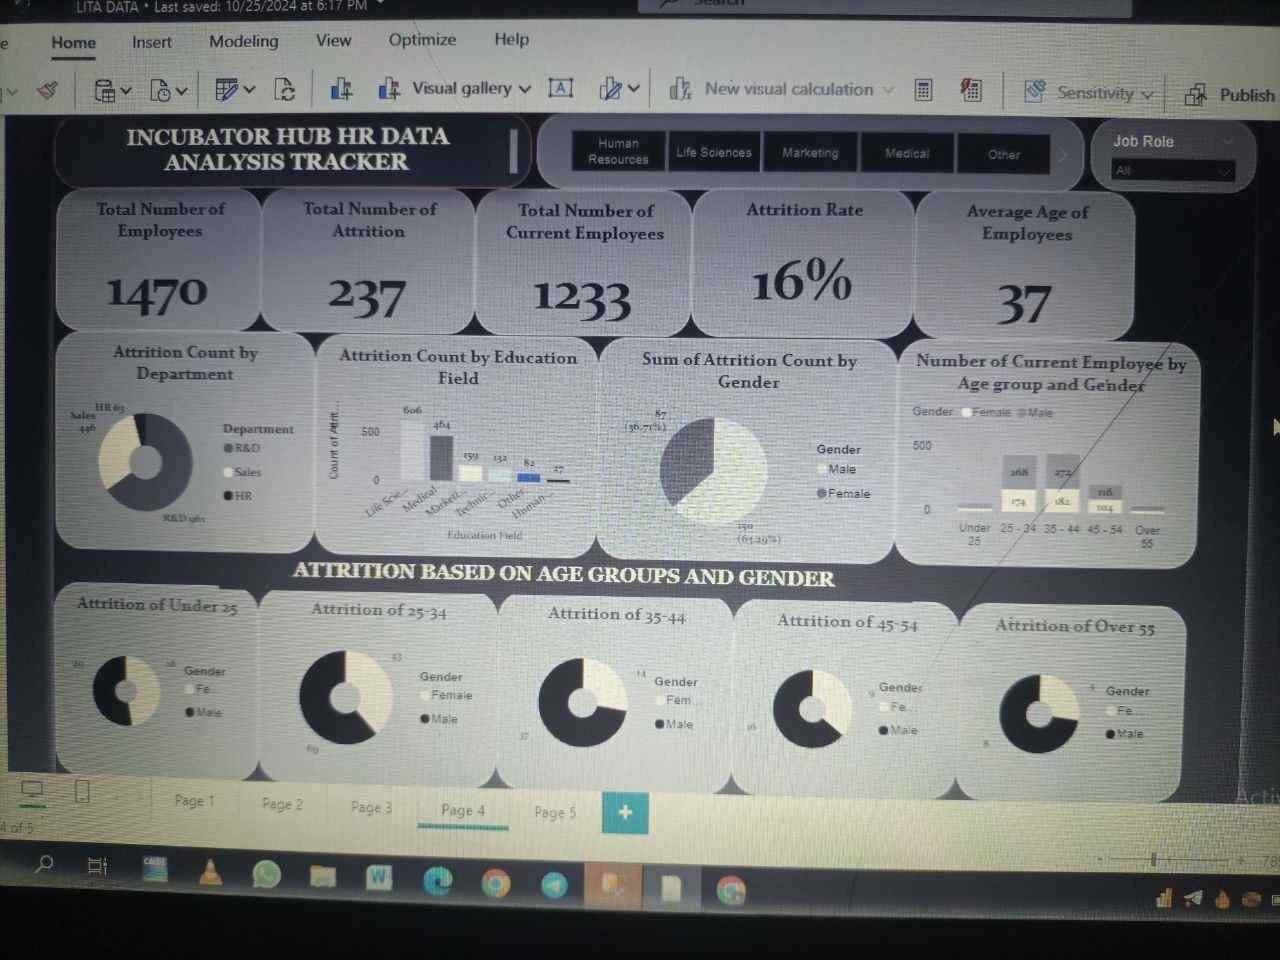 LITA DATA • Last saved: 10/25/2024 at 6:17 PM
Search
Home Insert Modeling View Optimize Help
Visual gallery New visual calculation Sensitivity Publish
INCUBATOR HUB HR DATA
ANALYSIS TRACKER
Human
Resources
Life Sciences
Marketing
Medical
Other
Job Role
All
Total Number of
Employees
1470
Total Number of
Attrition
237
Total Number of
Current Employees
1233
Attrition Rate
16%
Average Age of
Employees
37
Attrition Count by
Department
HR 63
Sales
446
R&D 961
Department
R&D
Sales
HR
Attrition Count by Education
Field
500
0
606
464
159
132
82
27
Life Scie...
Medical
Market...
Technic...
Other
Human...
Education Field
Sum of Attrition Count by
Gender
87
(36.71%)
150
(63.29%)
Gender
Male
Female
Number of Current Employee by
Age group and Gender
Gender Female Male
500
0
268
174
272
182
116
104
Under
25
25 - 34
35 - 44
45 - 54
Over
55
ATTRITION BASED ON AGE GROUPS AND GENDER
Attrition of Under 25
20
18
Gender
Fe...
Male
Attrition of 25-34
43
69
Gender
Female
Male
Attrition of 35-44
14
37
Gender
Fem...
Male
Attrition of 45-54
9
16
Gender
Fe...
Male
Attrition of Over 55
8
Gender
Fe...
Male
Page 1 Page 2 Page 3 Page 4 Page 5 +
4 of 5